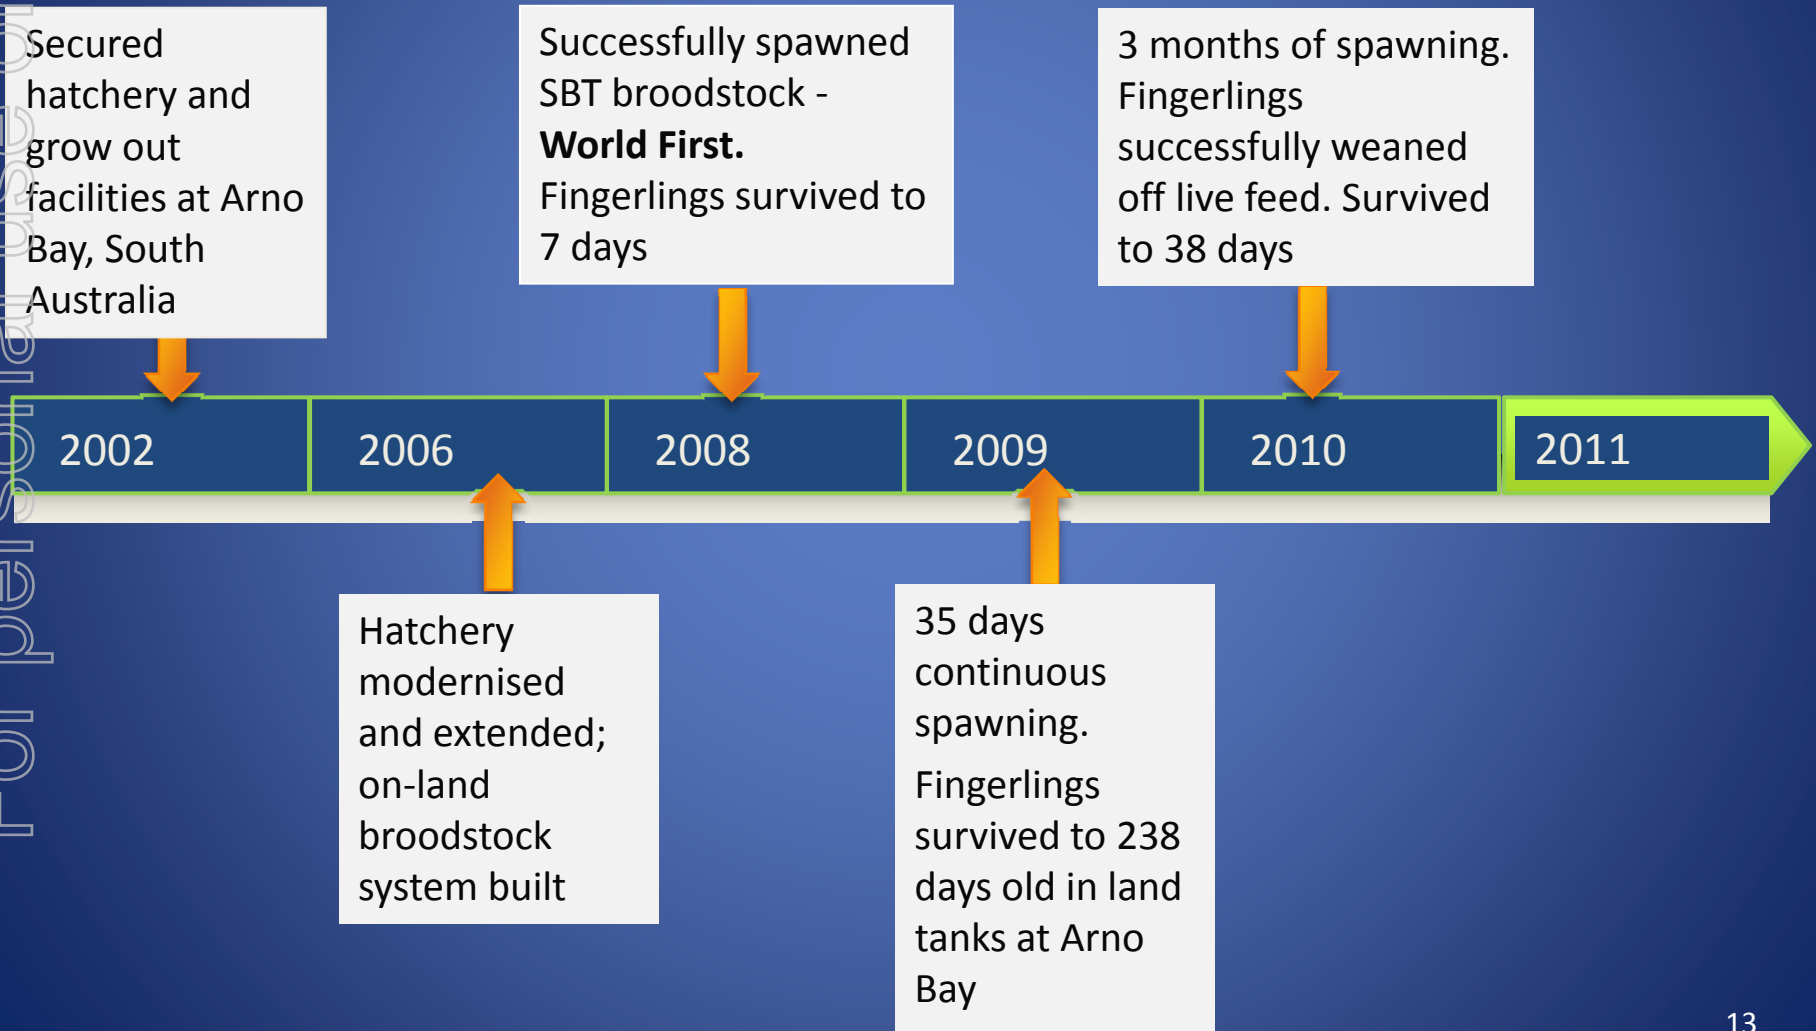 Secured
hatchery and
grow out
facilities at Arno
Bay, South
Australia
Successfully spawned
SBT broodstock -
World First.
Fingerlings survived to
7 days
3 months of spawning.
Fingerlings
successfully weaned
off live feed. Survived
to 38 days
2002
2006
2008
2009
2010
2011
Hatchery
modernised
and extended;
on-land
broodstock
system built
35 days
continuous
spawning.
Fingerlings
survived to 238
days old in land
tanks at Arno
Bay
13
For personal use